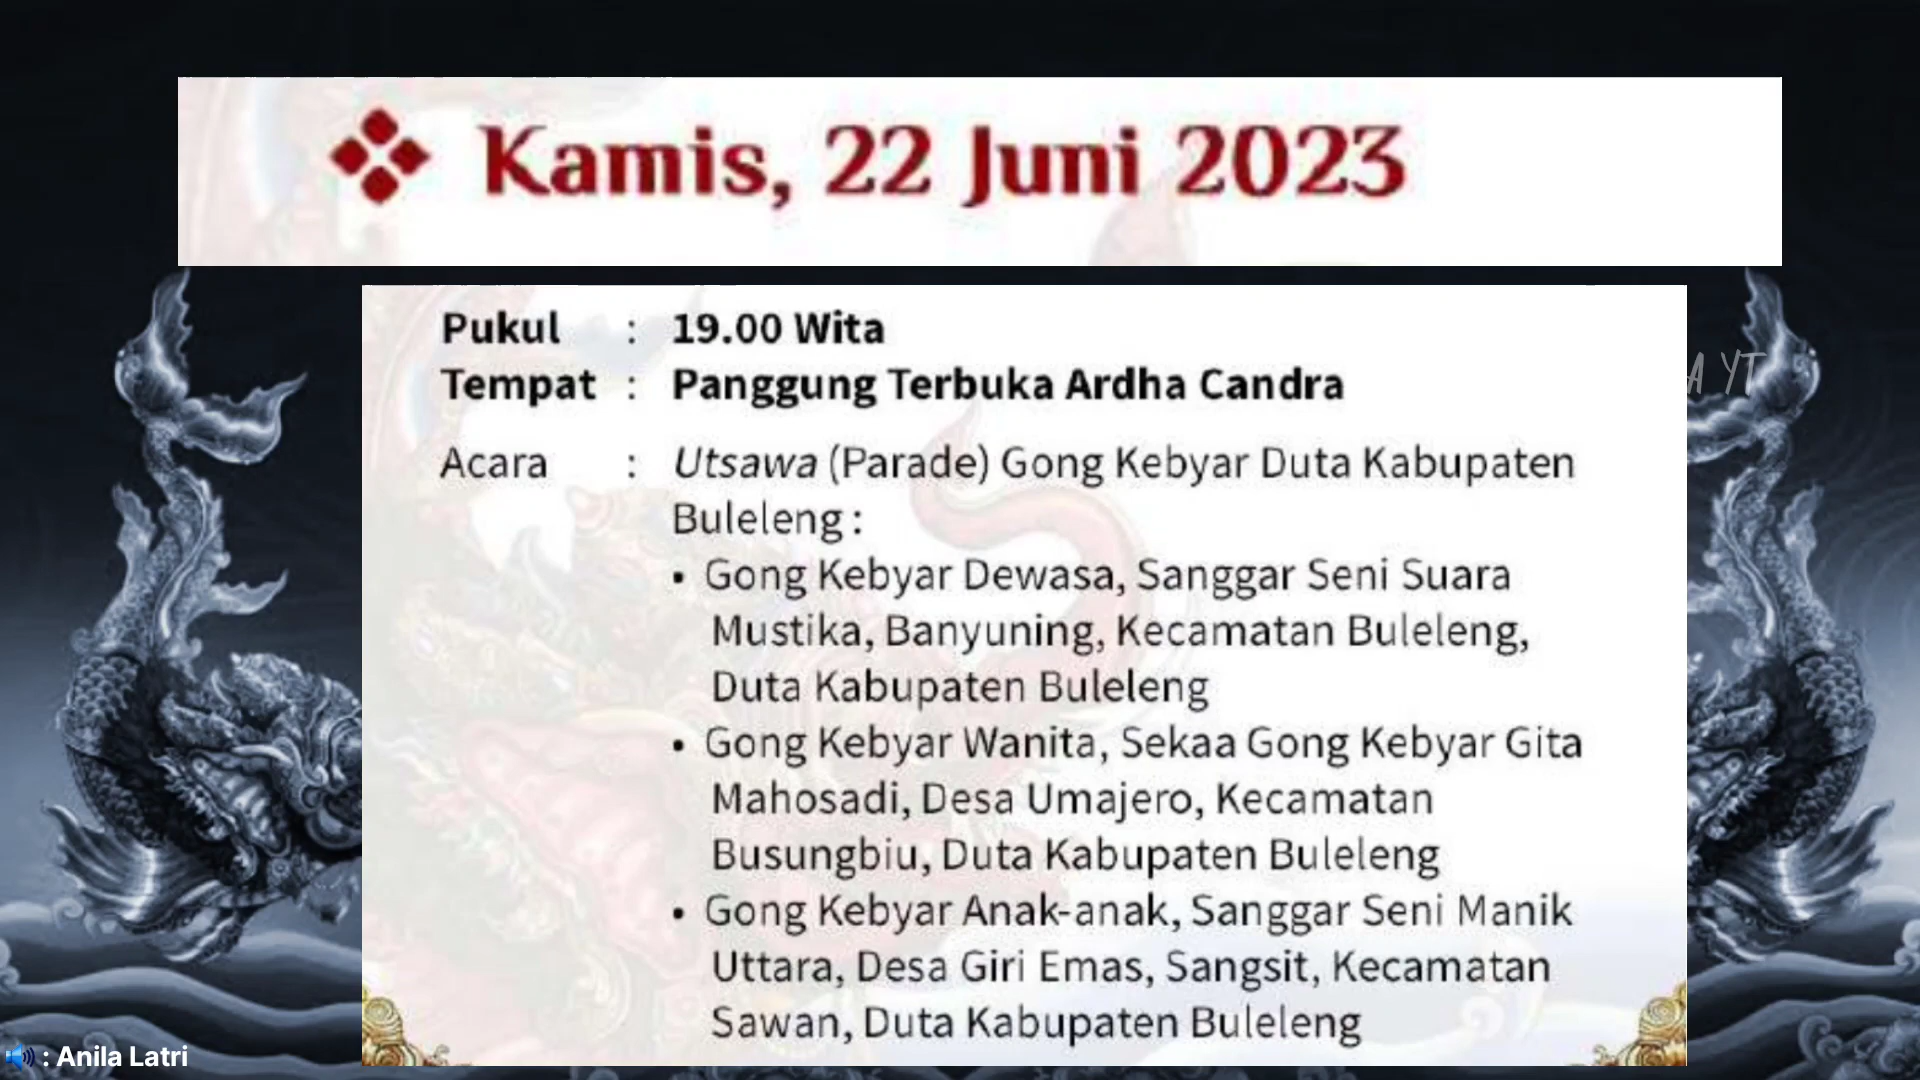 Kamis, 22 Juni 2023
Pukul : 19.00 Wita
Tempat : Panggung Terbuka Ardha Candra
Acara : Utsawa (Parade) Gong Kebyar Duta Kabupaten
Buleleng :
• Gong Kebyar Dewasa, Sanggar Seni Suara
Mustika, Banyuning, Kecamatan Buleleng,
Duta Kabupaten Buleleng
• Gong Kebyar Wanita, Sekaa Gong Kebyar Gita
Mahosadi, Desa Umajero, Kecamatan
Busungbiu, Duta Kabupaten Buleleng
• Gong Kebyar Anak-anak, Sanggar Seni Manik
Uttara, Desa Giri Emas, Sangsit, Kecamatan
Sawan, Duta Kabupaten Buleleng
A YT
: Anila Latri